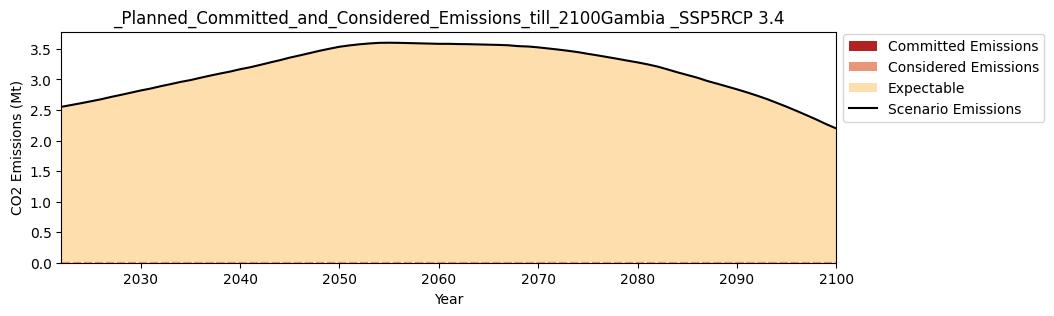 _Planned_Committed_and_Considered_Emissions_till_2100Gambia _SSP5RCP 3.4
CO2 Emissions (Mt)
3.5
3.0
2.5
2.0
1.5
1.0
0.5
0.0
2030 2040 2050 2060 2070 2080 2090 2100
Year
Committed Emissions
Considered Emissions
Expectable
Scenario Emissions